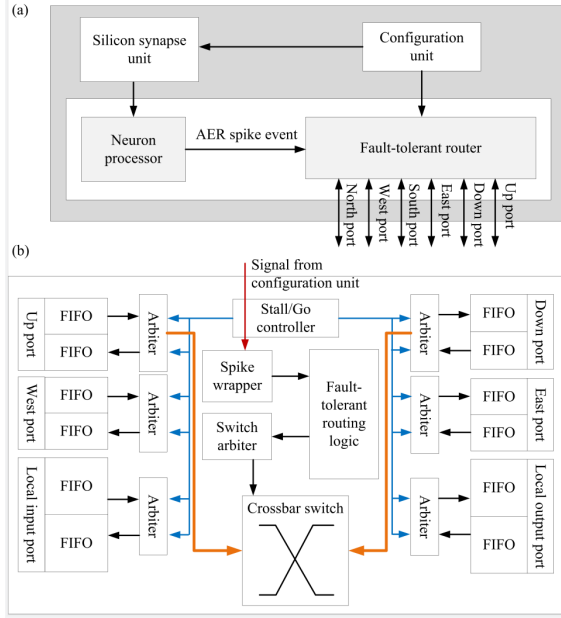 (a)
Silicon synapse
unit
Configuration
unit
Neuron
processor
AER spike event
Fault-tolerant router
North port
West port
South port
East port
Down port
Up port
(b)
Signal from
configuration unit
Up port
FIFO
FIFO
Arbiter
Stall/Go
controller
Arbiter
FIFO
FIFO
Down port
West port
FIFO
FIFO
Arbiter
Spike
wrapper
Fault-
tolerant
routing
logic
Arbiter
FIFO
FIFO
East port
Switch
arbiter
Local input port
FIFO
FIFO
Arbiter
Crossbar switch
Arbiter
FIFO
FIFO
Local output port